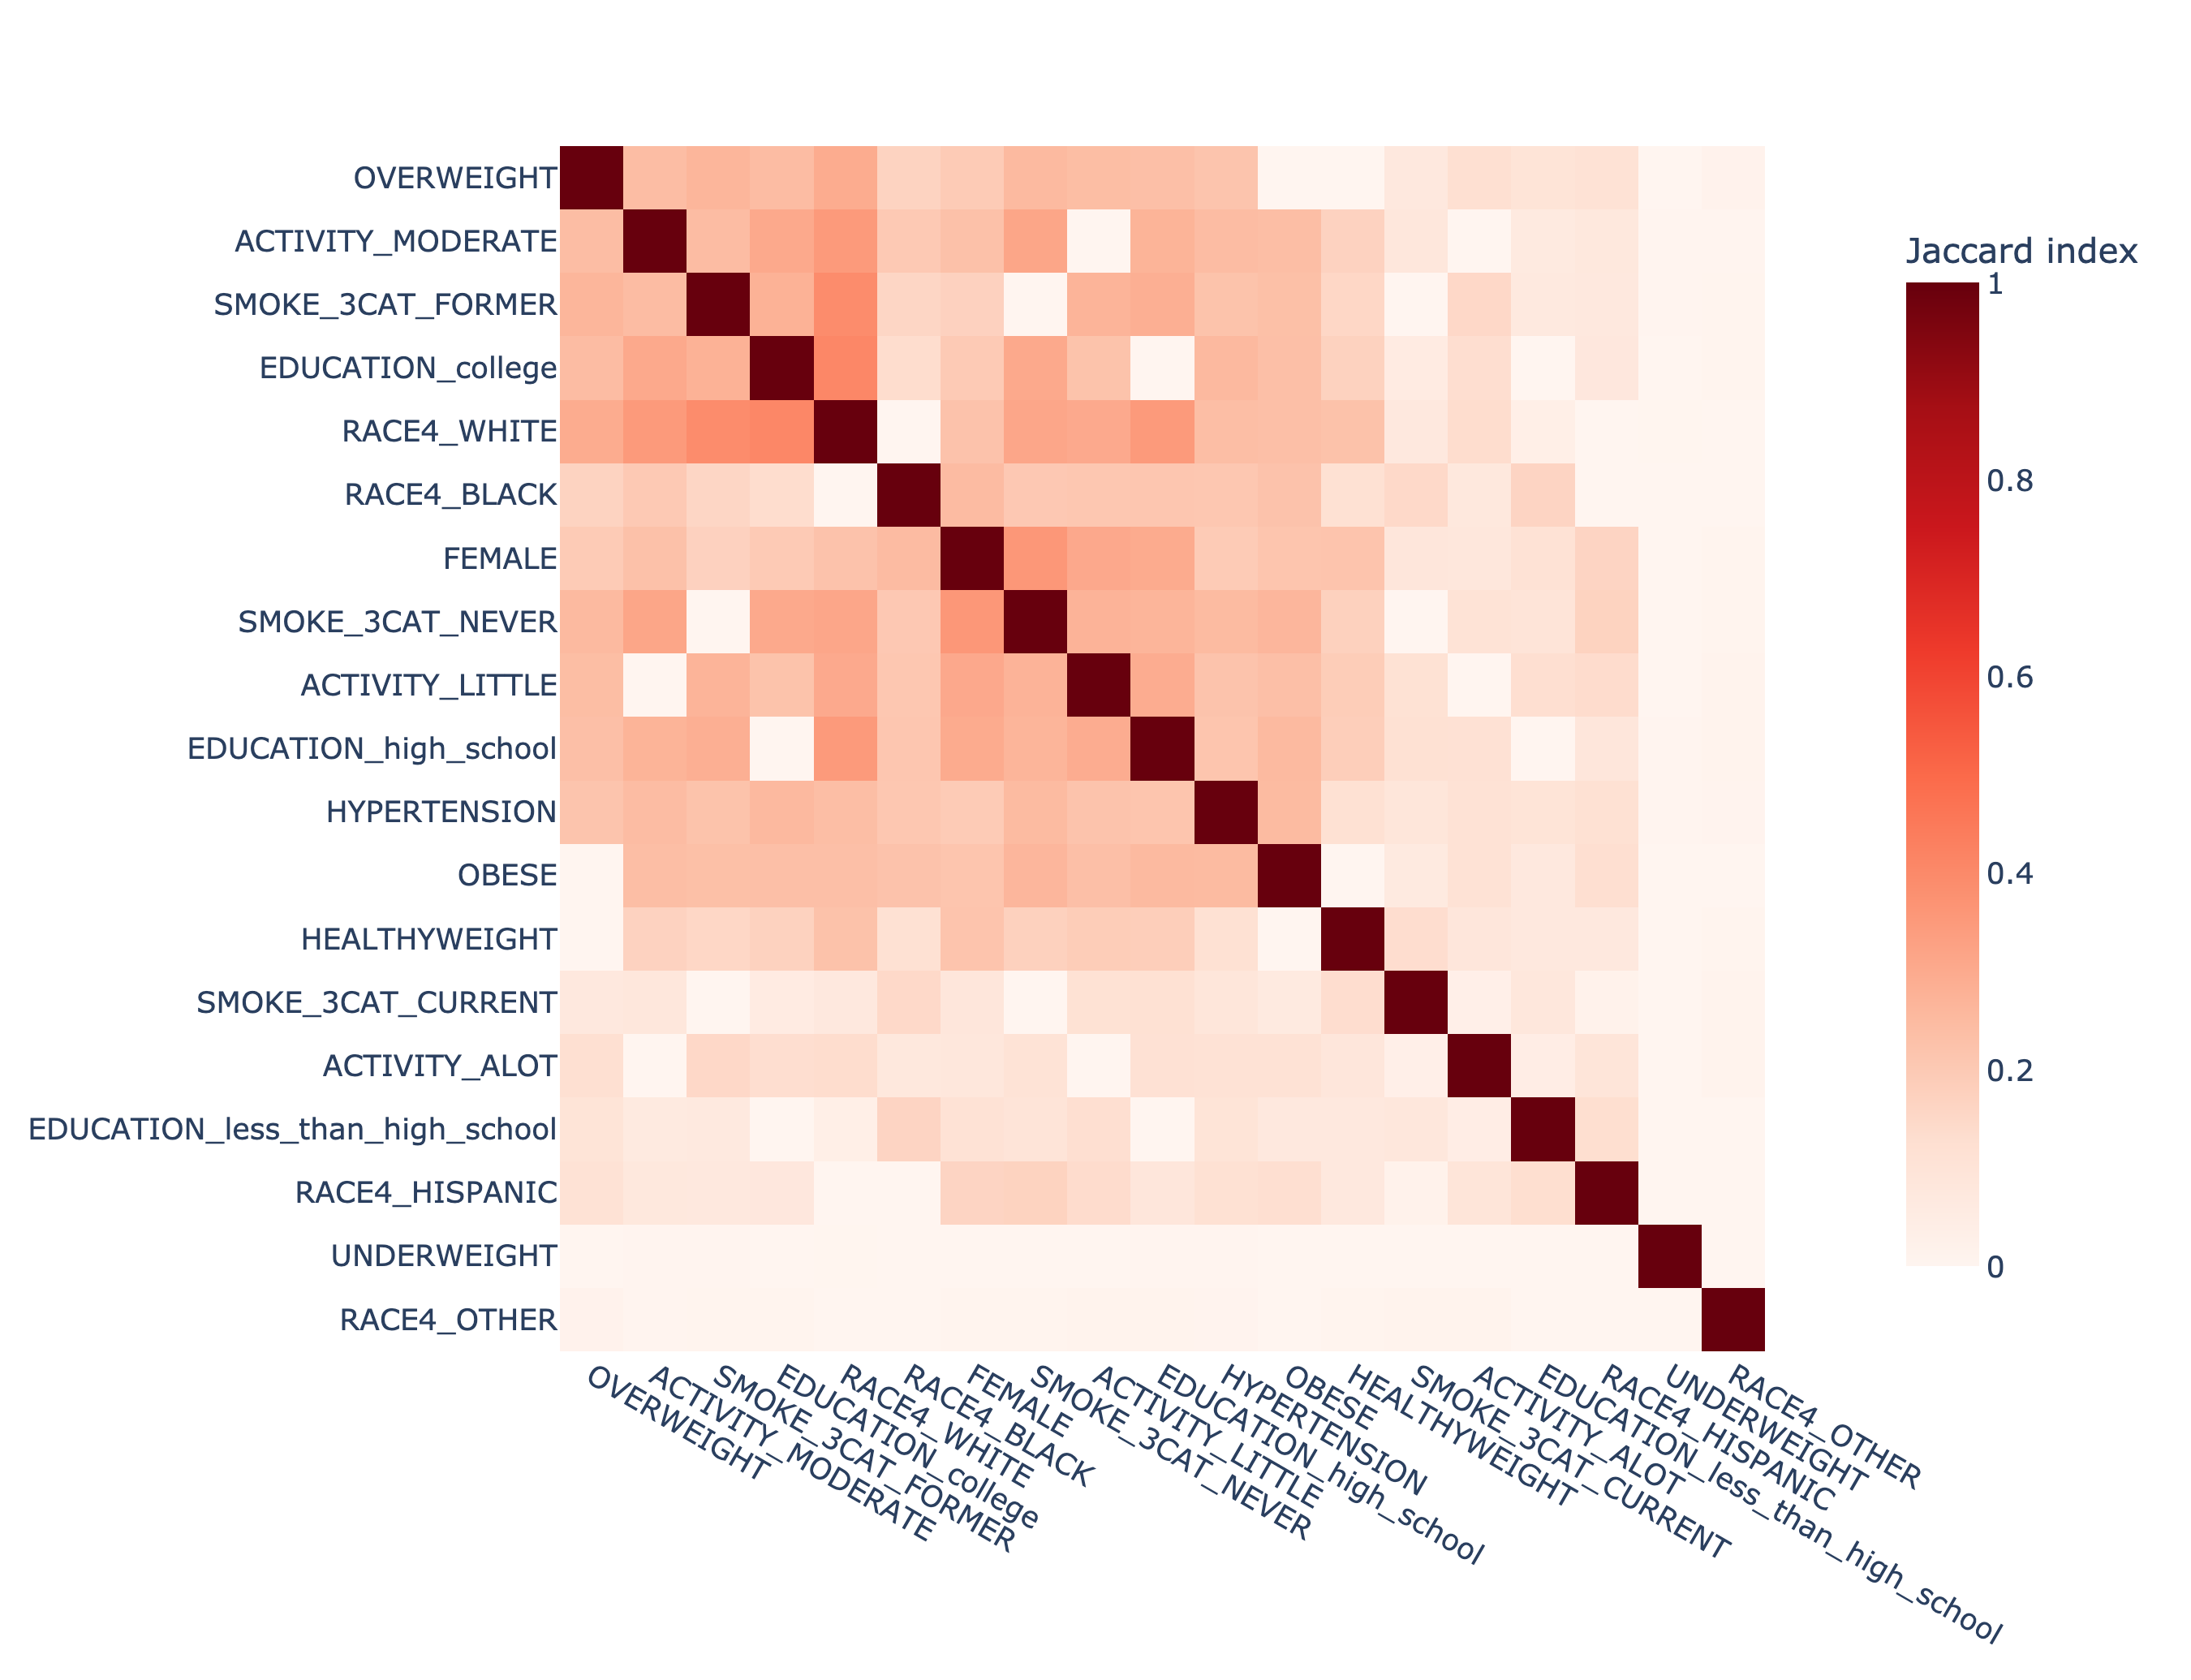 OVERWEIGHT
ACTIVITY_MODERATE
SMOKE_3CAT_FORMER
EDUCATION_college
RACE4_WHITE
RACE4_BLACK
FEMALE
SMOKE_3CAT_NEVER
ACTIVITY_LITTLE
EDUCATION_high_school
HYPERTENSION
OBESE
HEALTHYWEIGHT
SMOKE_3CAT_CURRENT
ACTIVITY_ALOT
EDUCATION_less_than_high_school
RACE4_HISPANIC
UNDERWEIGHT
RACE4_OTHER
OVERWEIGHT
ACTIVITY_MODERATE
SMOKE_3CAT_FORMER
EDUCATION_college
RACE4_WHITE
RACE4_BLACK
FEMALE
SMOKE_3CAT_NEVER
ACTIVITY_LITTLE
EDUCATION_high_school
HYPERTENSION
OBESE
HEALTHYWEIGHT
SMOKE_3CAT_CURRENT
ACTIVITY_ALOT
EDUCATION_less_than_high_school
RACE4_HISPANIC
UNDERWEIGHT
RACE4_OTHER
Jaccard index
1
0.8
0.6
0.4
0.2
0